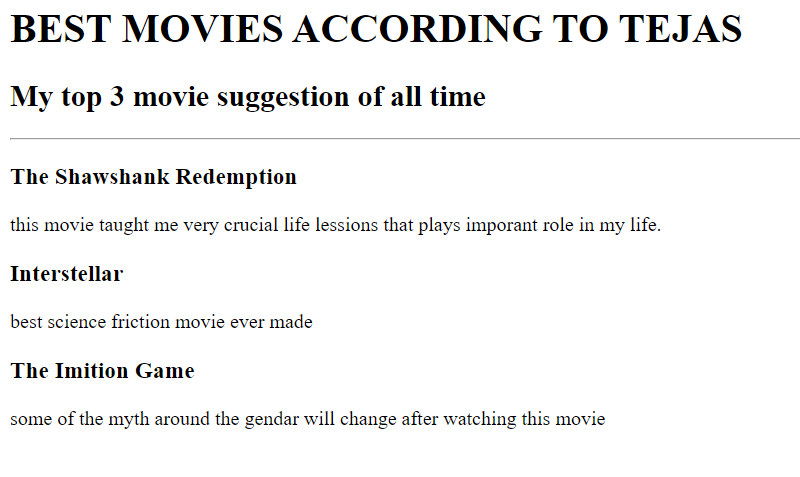 BEST MOVIES ACCORDING TO TEJAS
My top 3 movie suggestion of all time
The Shawshank Redemption
this movie taught me very crucial life lessions that plays imporant role in my life.
Interstellar
best science friction movie ever made
The Imition Game
some of the myth around the gendar will change after watching this movie